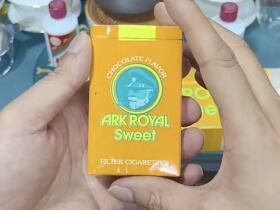 CHOCOLATE FLAVOR
ARK ROYAL
Sweet
FILTER CIGARETTES